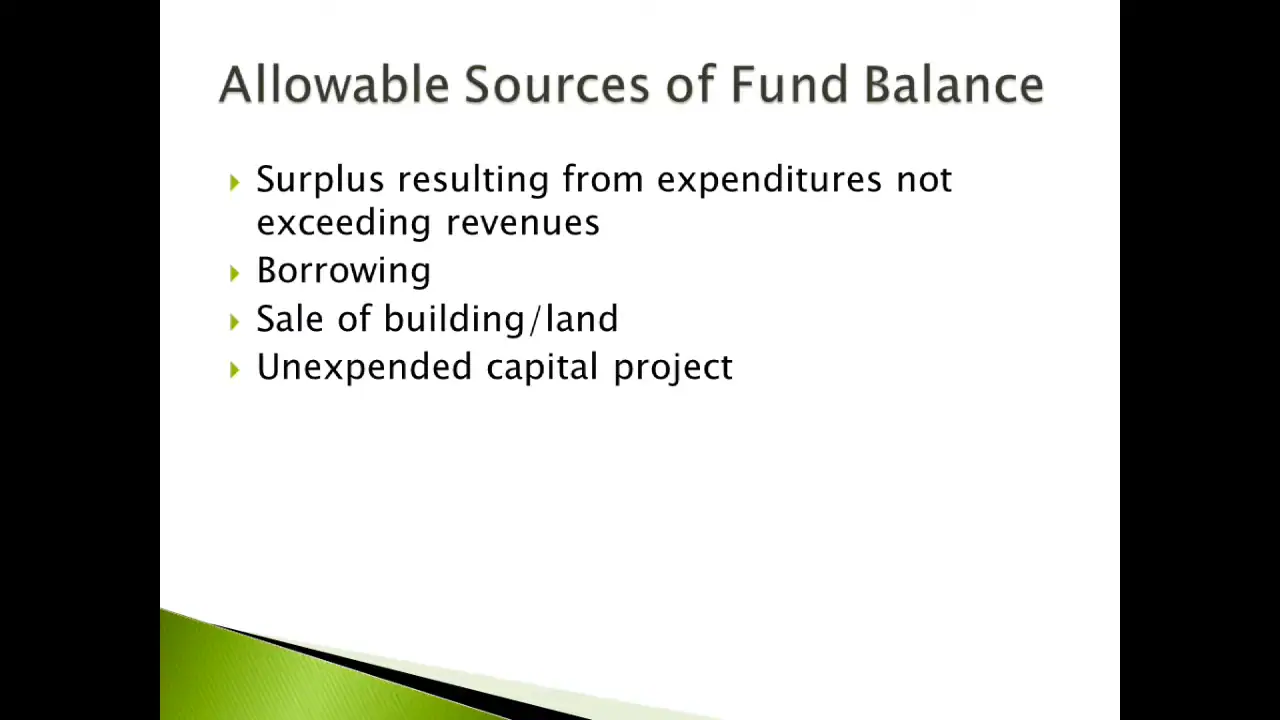 Allowable Sources of Fund Balance
Surplus resulting from expenditures not
exceeding revenues
Borrowing
Sale of building/land
Unexpended capital project